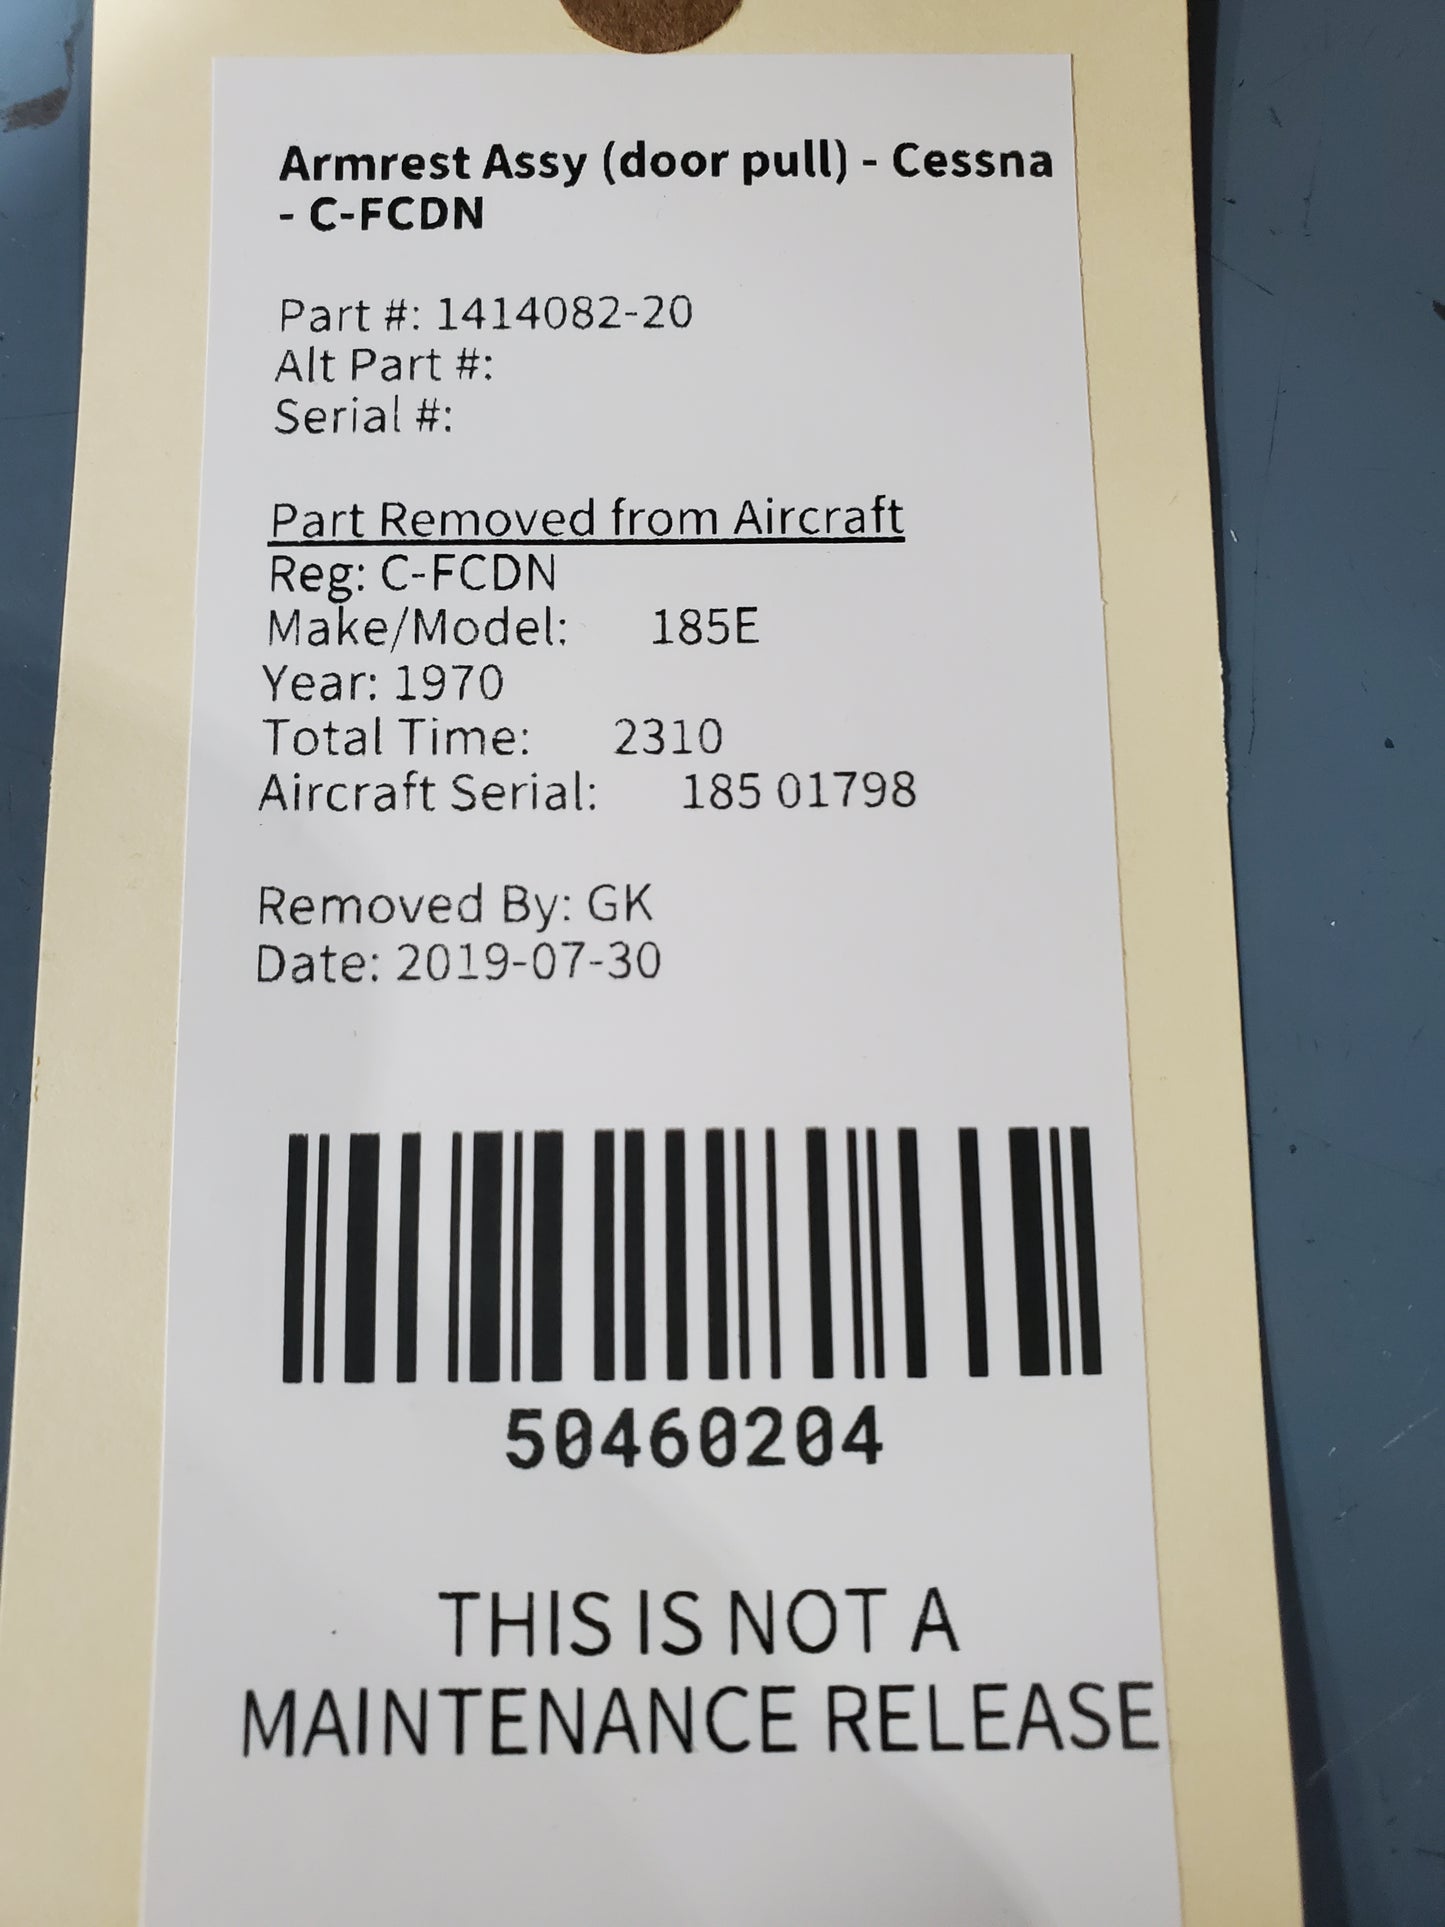 Armrest Assy (door pull) - Cessna
- C-FCDN
Part #: 1414082-20
Alt Part #:
Serial #:
Part Removed from Aircraft
Reg: C-FCDN
Make/Model: 185E
Year: 1970
Total Time: 2310
Aircraft Serial: 185 01798
Removed By: GK
Date: 2019-07-30
50460204
THIS IS NOT A
MAINTENANCE RELEASE